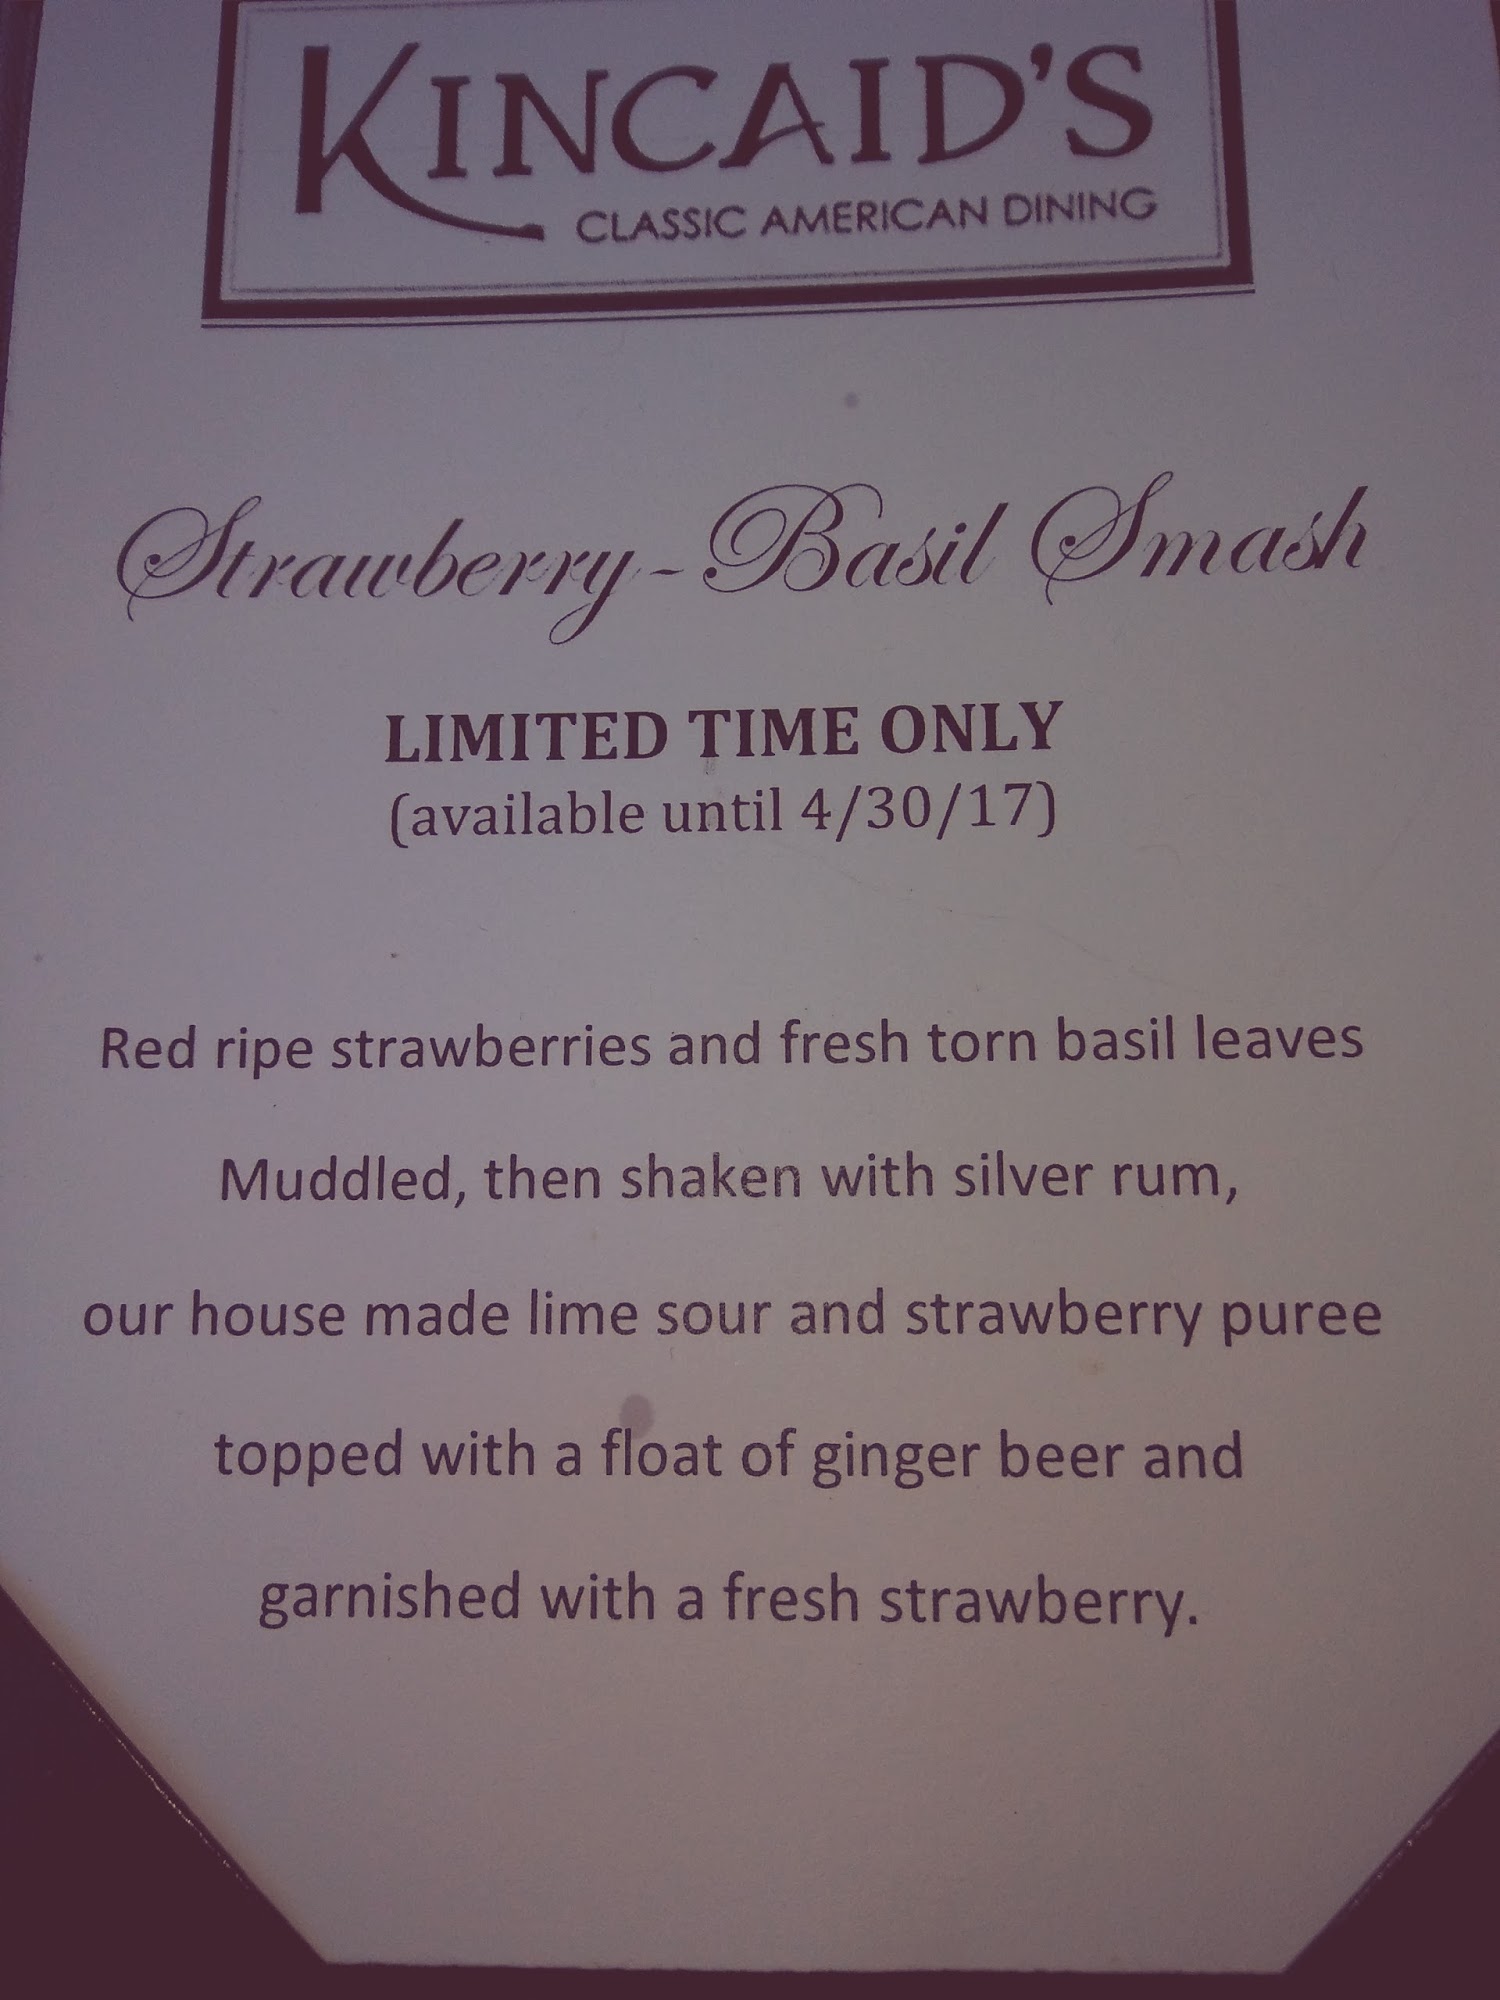 KINCAID'S
CLASSIC AMERICAN DINING
Strawberry-Basil Smash
LIMITED TIME ONLY
(available until 4/30/17)
Red ripe strawberries and fresh torn basil leaves
Muddled, then shaken with silver rum,
our house made lime sour and strawberry puree
topped with a float of ginger beer and
garnished with a fresh strawberry.